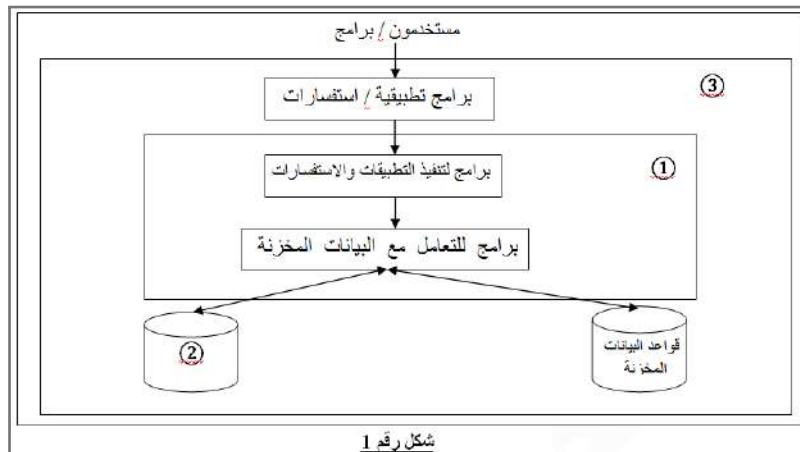 مستخدمون / برامج
③
برامج تطبيقية / استفسارات
①
برامج لتنفيذ التطبيقات والاستفسارات
برامج للتعامل مع البيانات المخزنة
②
قواعد البيانات
المخزنة
شكل رقم 1